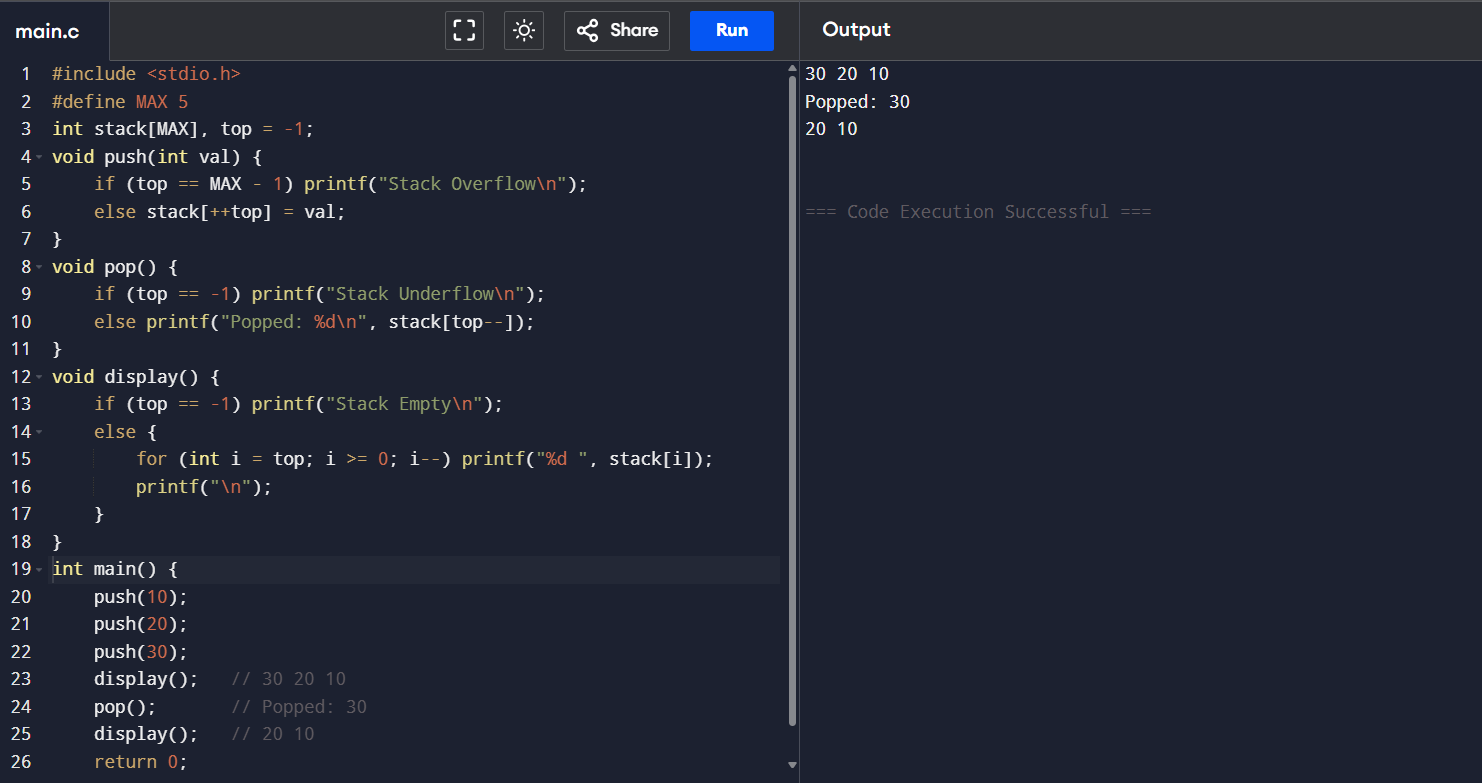 main.c
Share
Run
Output
1 #include <stdio.h>
2 #define MAX 5
3 int stack[MAX], top = -1;
4 void push(int val) {
5     if (top == MAX - 1) printf("Stack Overflow\n");
6     else stack[++top] = val;
7 }
8 void pop() {
9     if (top == -1) printf("Stack Underflow\n");
10     else printf("Popped: %d\n", stack[top--]);
11 }
12 void display() {
13     if (top == -1) printf("Stack Empty\n");
14     else {
15         for (int i = top; i >= 0; i--) printf("%d ", stack[i]);
16         printf("\n");
17     }
18 }
19 int main() {
20     push(10);
21     push(20);
22     push(30);
23     display();   // 30 20 10
24     pop();       // Popped: 30
25     display();   // 20 10
26     return 0;
30 20 10
Popped: 30
20 10
=== Code Execution Successful ===